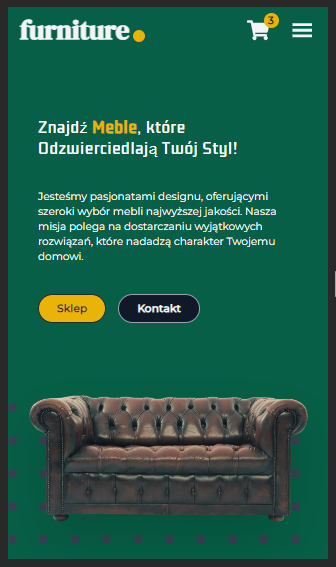 furniture
3
Znajdź Meble, które
Odzwierciedlają Twój Styl!
Jesteśmy pasjonatami designu, oferującymi
szeroki wybór mebli najwyższej jakości. Nasza
misja polega na dostarczaniu wyjątkowych
rozwiązań, które nadadzą charakter Twojemu
domowi.
Sklep Kontakt